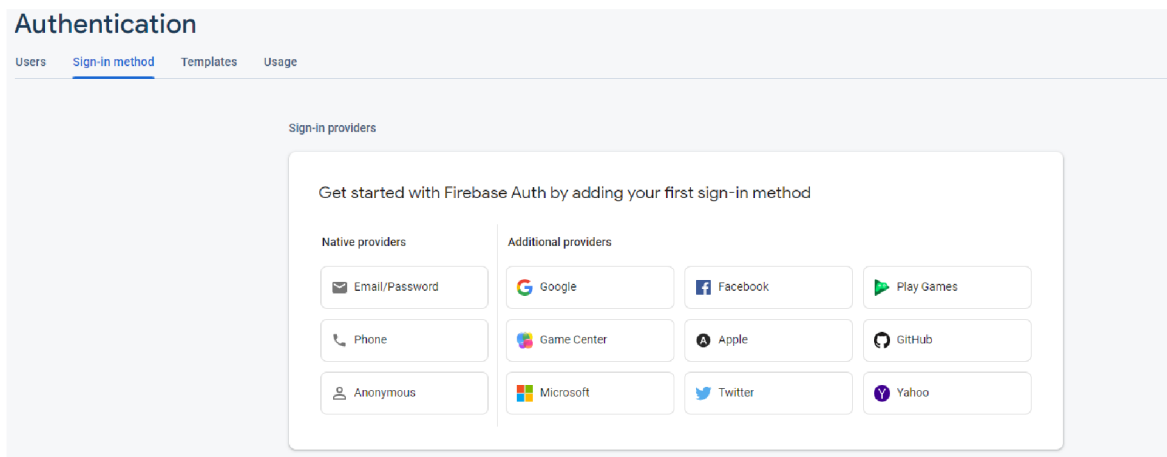 Authentication
Users Sign-in method Templates Usage
Sign-in providers
Get started with Firebase Auth by adding your first sign-in method
Native providers Additional providers
Email/Password Google Facebook Play Games
Phone Game Center Apple GitHub
Anonymous Microsoft Twitter Yahoo